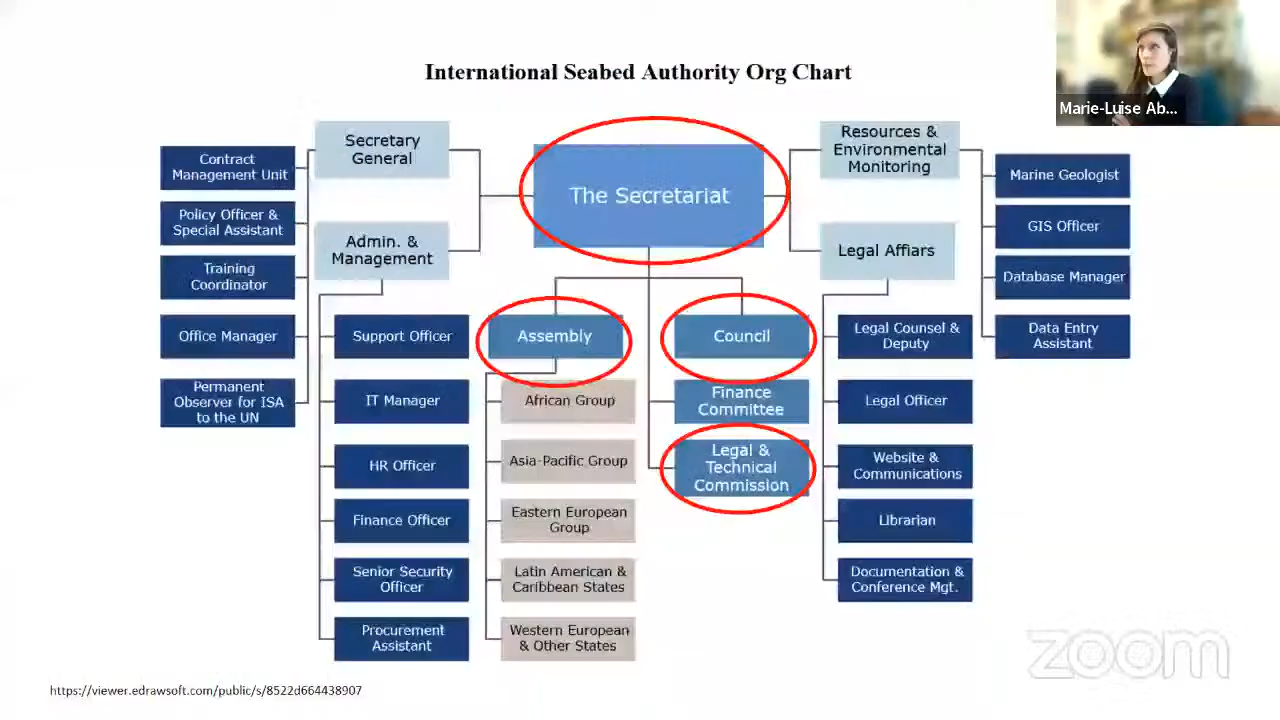 International Seabed Authority Org Chart
Marie-Luise Ab...
Secretary
General
The Secretariat
Resources &
Environmental
Monitoring
Contract
Management Unit
Marine Geologist
Policy Officer &
Special Assistant
GIS Officer
Admin. &
Management
Legal Affiars
Training
Coordinator
Database Manager
Office Manager
Support Officer
Assembly
Council
Legal Counsel &
Deputy
Data Entry
Assistant
Permanent
Observer for ISA
to the UN
IT Manager
African Group
Finance
Committee
Legal Officer
HR Officer
Asia-Pacific Group
Legal &
Technical
Commission
Website &
Communications
Finance Officer
Eastern European
Group
Librarian
Senior Security
Officer
Latin American &
Caribbean States
Documentation &
Conference Mgt.
Procurement
Assistant
Western European
& Other States
zoom
https://viewer.edrawsoft.com/public/s/8522d664438907